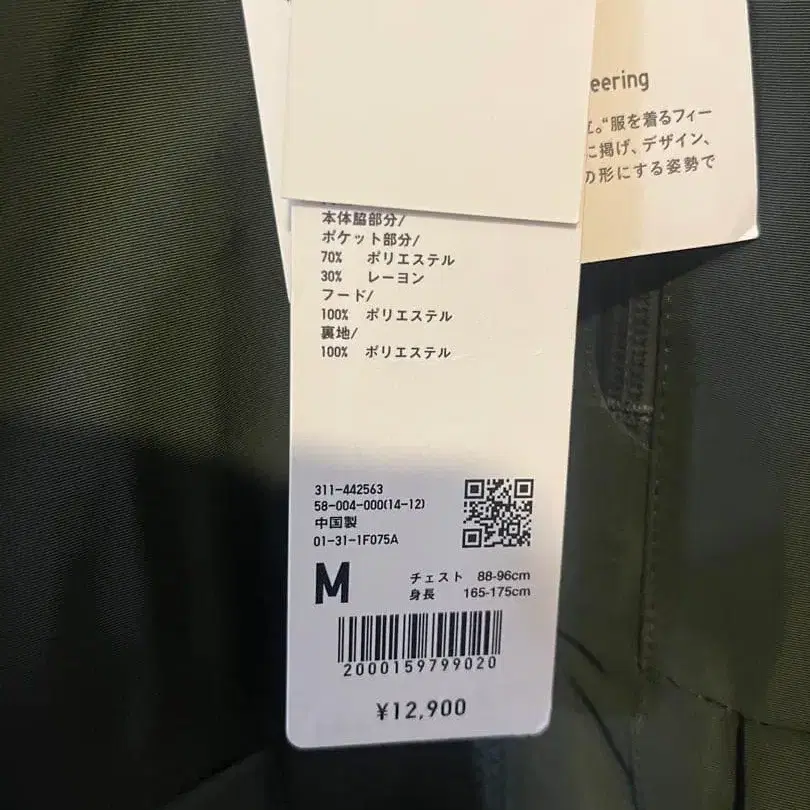 eering
立。“服を着るフィー
に掲げ、デザイン、
の形にする姿勢で
本体脇部分/
ポケット部分/
70% ポリエステル
30% レーヨン
フード/
100% ポリエステル
裏地/
100% ポリエステル
311-442563
58-004-000(14-12)
中国製
01-31-1F075A
M
チェスト 88-96cm
身長 165-175cm
2000159799020
¥12,900